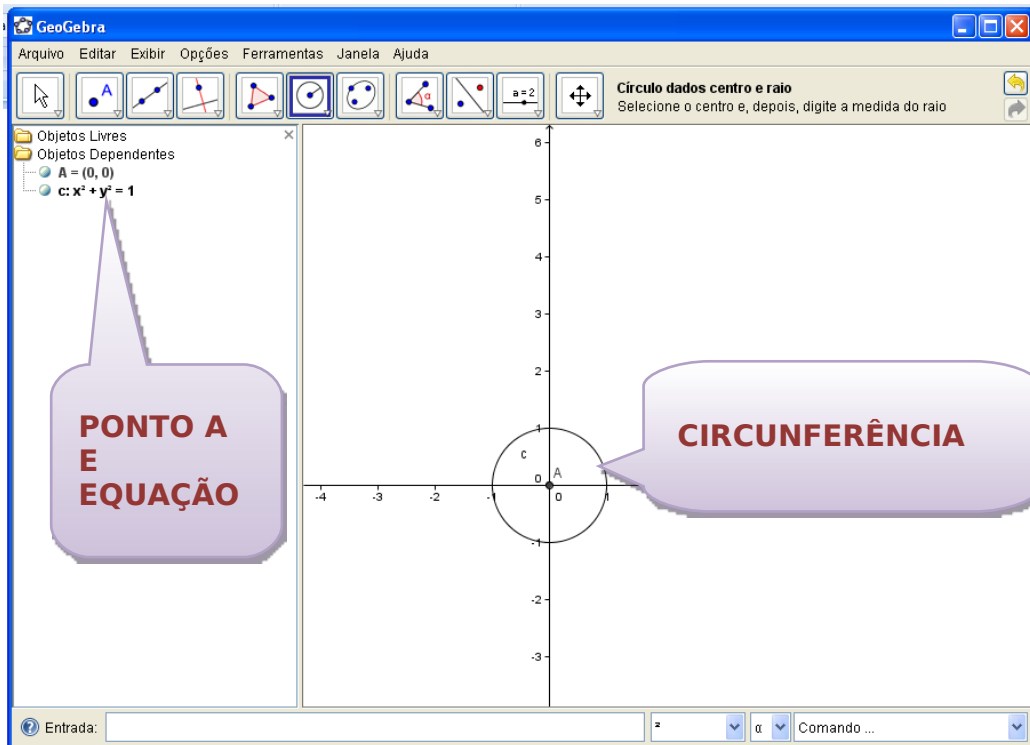 GeoGebra
Arquivo Editar Exibir Opções Ferramentas Janela Ajuda
A
α
a = 2
Círculo dados centro e raio
Selecione o centro e, depois, digite a medida do raio
Objetos Livres
Objetos Dependentes
A = (0, 0)
c: x² + y² = 1
PONTO A
E
EQUAÇÃO
CIRCUNFERÊNCIA
6
5
4
3
2
1
c
0 A
-4 -3 -2 -1 0 1
-1
-2
-3
Entrada:
² α Comando ...